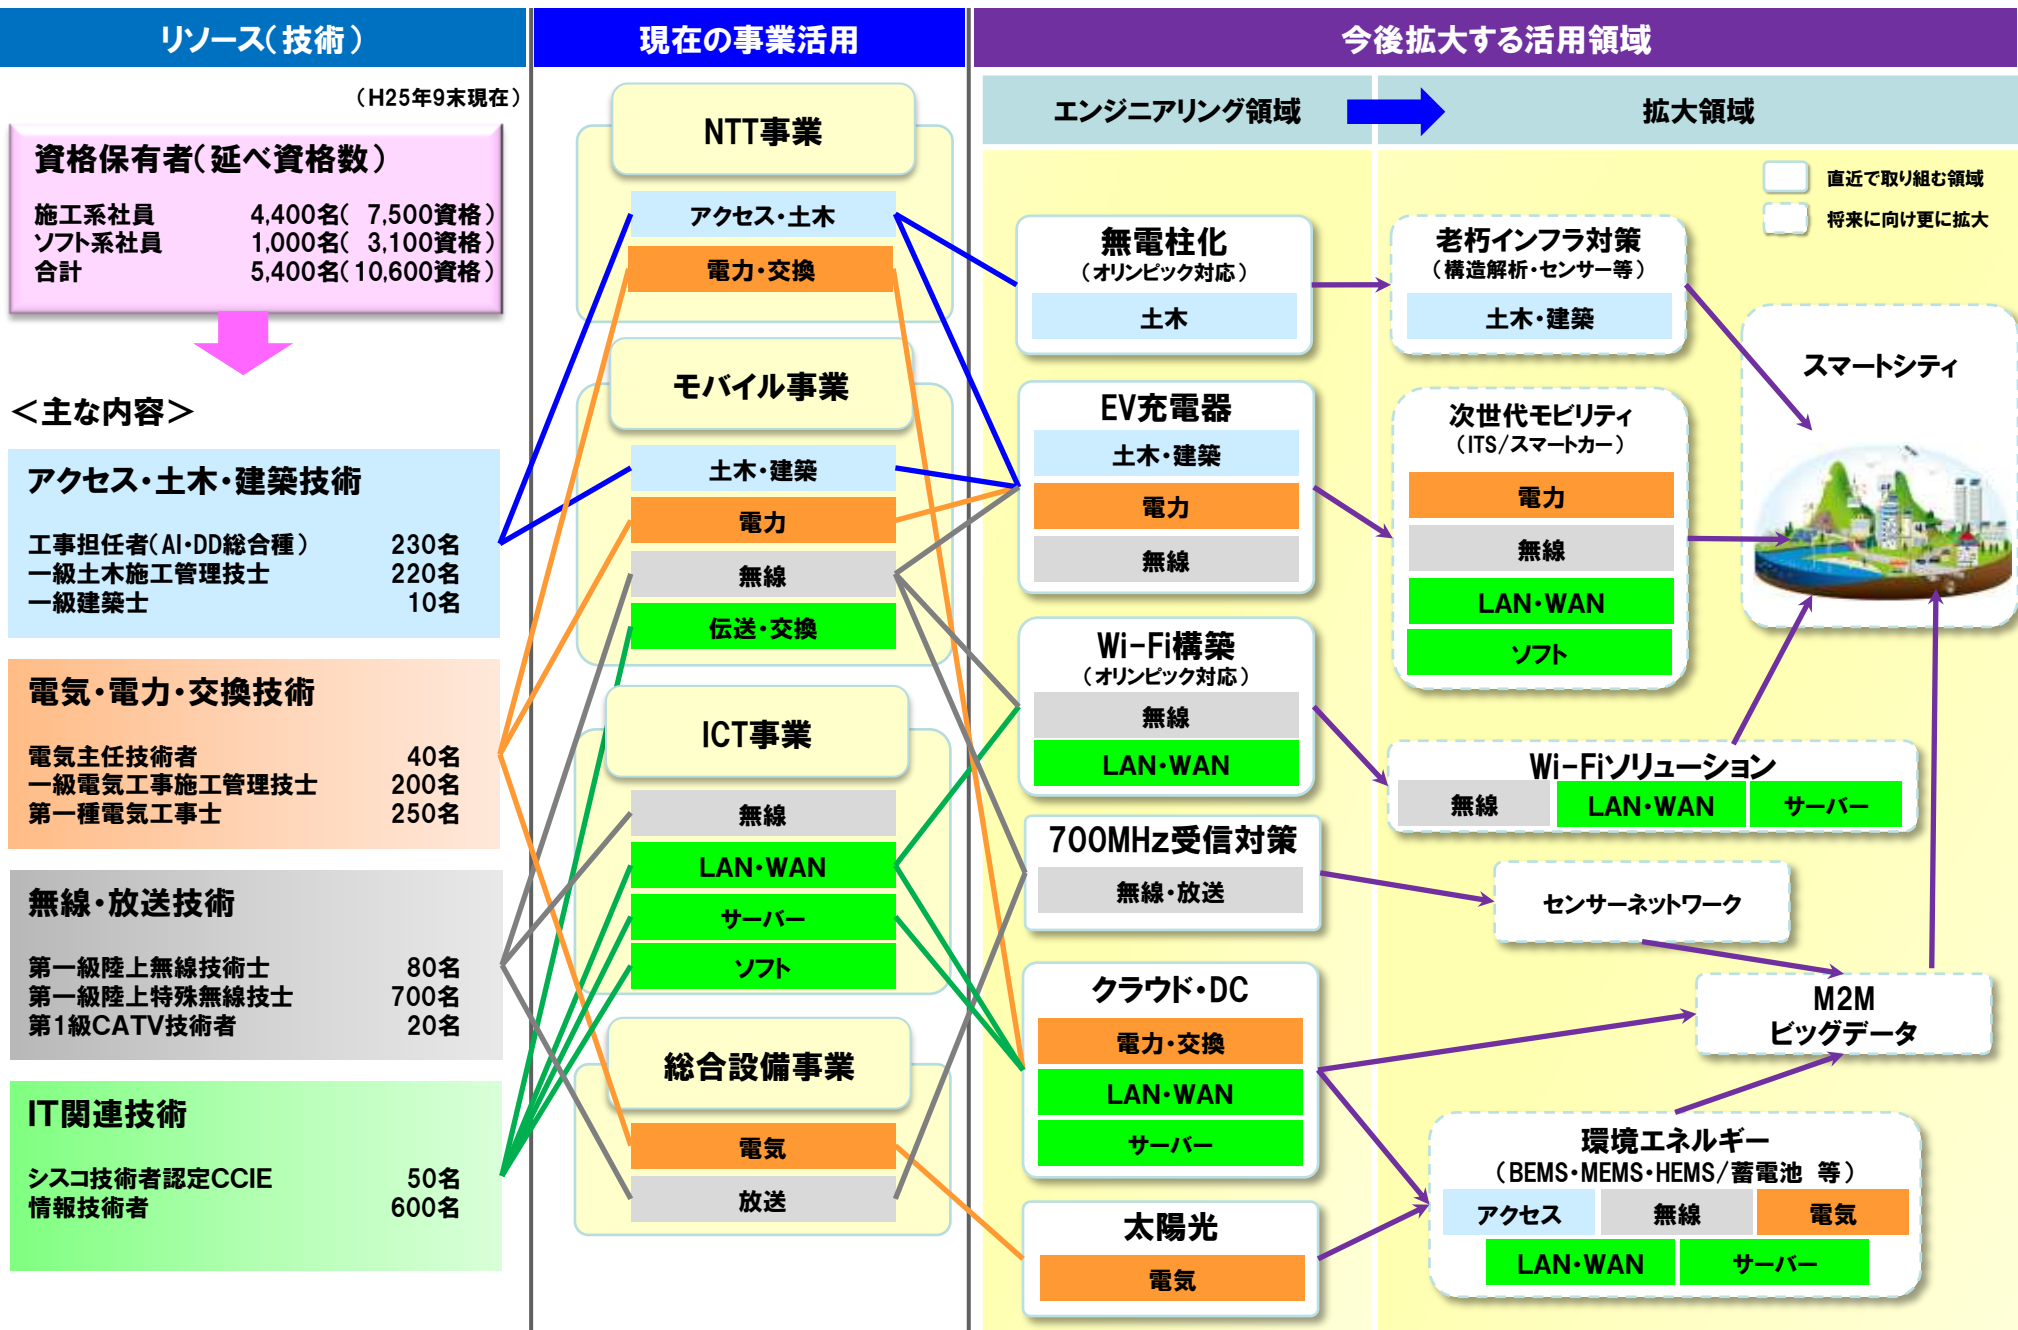 リソース(技術)
現在の事業活用
今後拡大する活用領域
(H25年9末現在)
資格保有者(延べ資格数)
施工系社員 4,400名( 7,500資格)
ソフト系社員 1,000名( 3,100資格)
合計 5,400名(10,600資格)
<主な内容>
アクセス・土木・建築技術
工事担任者(AI・DD総合種) 230名
一級土木施工管理技士 220名
一級建築士 10名
電気・電力・交換技術
電気主任技術者 40名
一級電気工事施工管理技士 200名
第一種電気工事士 250名
無線・放送技術
第一級陸上無線技術士 80名
第一級陸上特殊無線技士 700名
第1級CATV技術者 20名
IT関連技術
シスコ技術者認定CCIE 50名
情報技術者 600名
NTT事業
アクセス・土木
電力・交換
モバイル事業
土木・建築
電力
無線
伝送・交換
ICT事業
無線
LAN・WAN
サーバー
ソフト
総合設備事業
電気
放送
エンジニアリング領域
拡大領域
直近で取り組む領域
将来に向け更に拡大
無電柱化
(オリンピック対応)
土木
EV充電器
土木・建築
電力
無線
Wi-Fi構築
(オリンピック対応)
無線
LAN・WAN
700MHz受信対策
無線・放送
クラウド・DC
電力・交換
LAN・WAN
サーバー
太陽光
電気
老朽インフラ対策
(構造解析・センサー等)
土木・建築
次世代モビリティ
(ITS/スマートカー)
電力
無線
LAN・WAN
ソフト
スマートシティ
Wi-Fiソリューション
無線 LAN・WAN サーバー
センサーネットワーク
M2M
ビッグデータ
環境エネルギー
(BEMS・MEMS・HEMS/蓄電池 等)
アクセス 無線 電気
LAN・WAN サーバー